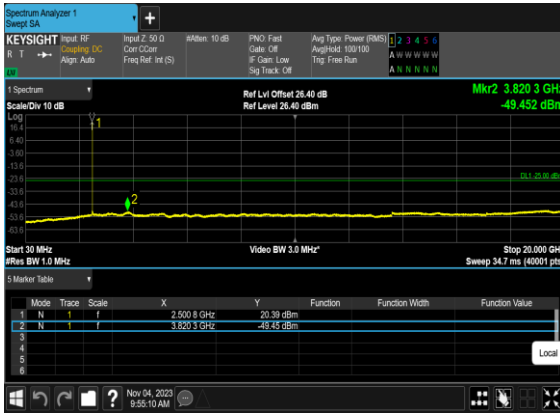 Spectrum Analyzer 1
Swept SA
KEYSIGHT Input: RF Input Z: 50 Ω #Atten: 10 dB PNO: Fast Avg Type: Power (RMS) 1 2 3 4 5 6
R T Coupling: DC Corr CCorr Gate: Off Avg|Hold: 100/100 A W W W W W
Align: Auto Freq Ref: Int (S) IF Gain: Low Trig: Free Run
Sig Track: Off A N N N N N
1 Spectrum
Scale/Div 10 dB
Ref Lvl Offset 26.40 dB
Ref Level 26.40 dBm
Mkr2 3.820 3 GHz
-49.452 dBm
Log
16.4
6.40
-3.60
-13.6
-23.6
-33.6
-43.6
-53.6
-63.6
1
2
DL1 -25.00 dB
Start 30 MHz Video BW 3.0 MHz* Stop 20.000 GHz
#Res BW 1.0 MHz Sweep 34.7 ms (40001 pts
5 Marker Table
Mode Trace Scale X Y Function Function Width Function Value
1 N 1 f 2.500 8 GHz 20.39 dBm
2 N 1 f 3.820 3 GHz -49.45 dBm
3
4
5
6
Local
Nov 04, 2023
9:55:10 AM